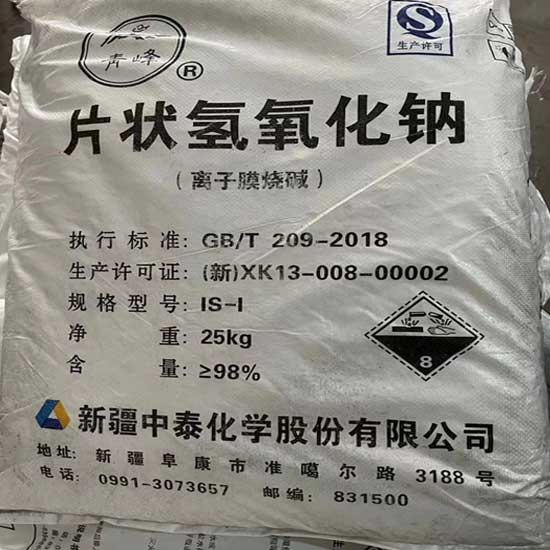 青峰
®
生产许可
片状氢氧化钠
(离子膜烧碱)
执行标准: GB/T 209-2018
生产许可证: (新)XK13-008-00002
规格型号: IS-I
净 重: 25kg
含 量: ≥98%
8
新疆中泰化学股份有限公司
地址: 新疆阜康市准噶尔路3188号
电话: 0991-3073657 邮编: 831500